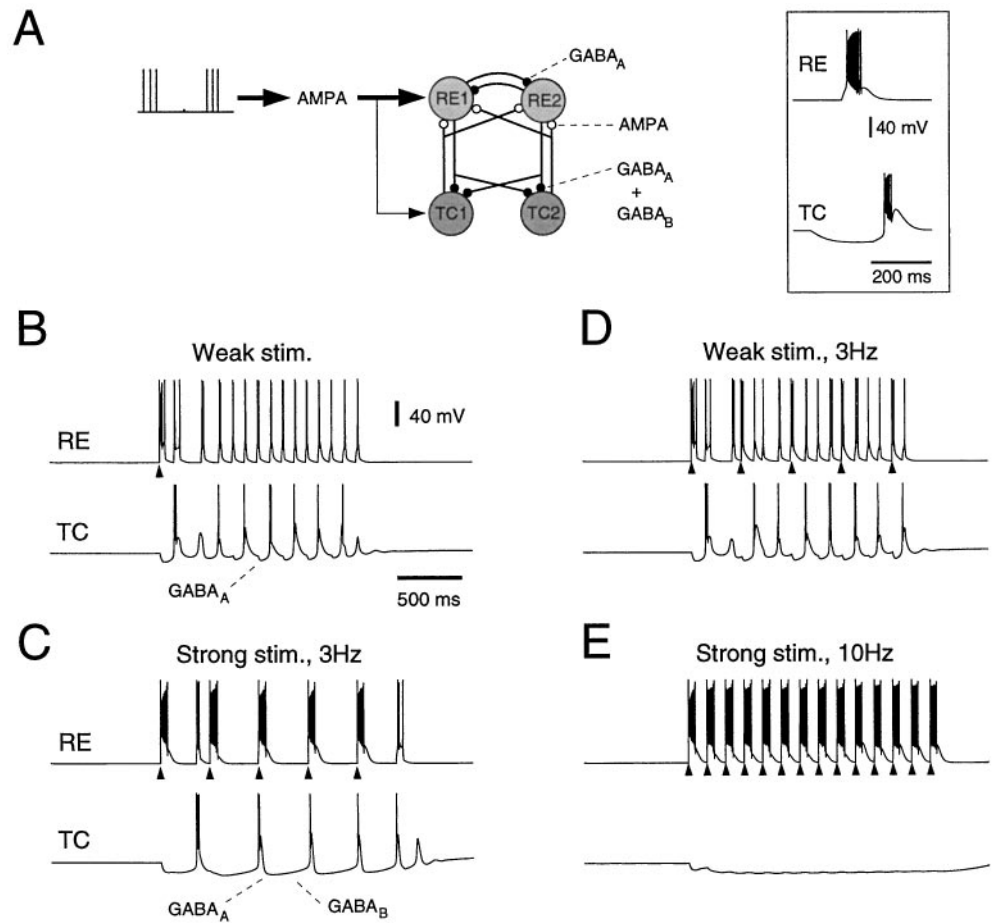 A
AMPA
RE1
RE2
TC1
TC2
GABAA
AMPA
GABAA
+
GABAB
RE
40 mV
TC
200 ms
B
Weak stim.
RE
40 mV
TC
GABAA
500 ms
D
Weak stim., 3Hz
C
Strong stim., 3Hz
RE
TC
GABAA
GABAB
E
Strong stim., 10Hz